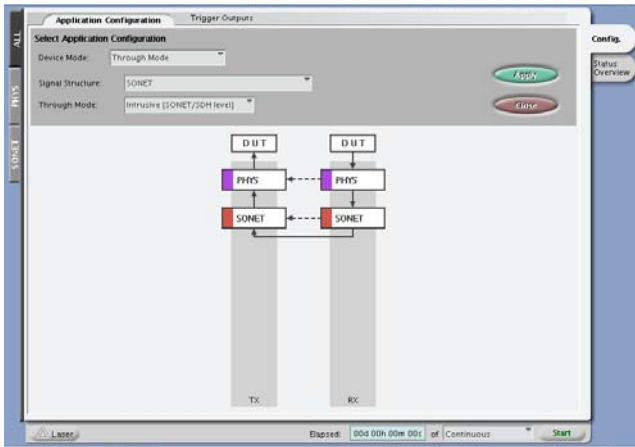 Application Configuration
Trigger Outputs
ALL
PHYS
SONET
Select Application Configuration
Device Mode: Through Mode
Signal Structure: SONET
Through Mode: Intrusive [SONET/SDH level]
Apply
Close
Config.
Status
Overview
DUT DUT
PHYS PHYS
SONET SONET
TX RX
Laser
Elapsed: 00d 00h 00m 00s of Continuous
Start